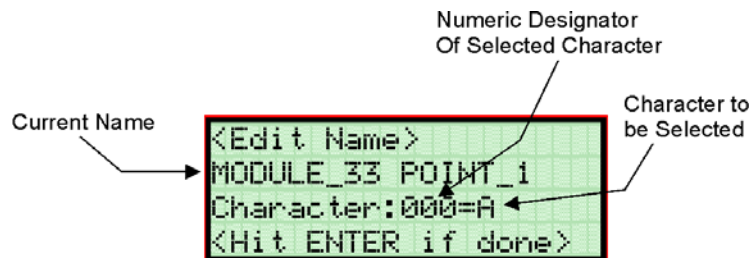 Numeric Designator
Of Selected Character
Character to
be Selected
Current Name
<Edit Name>
MODULE_33 POINT_1
Character:000=A
<Hit ENTER if done>